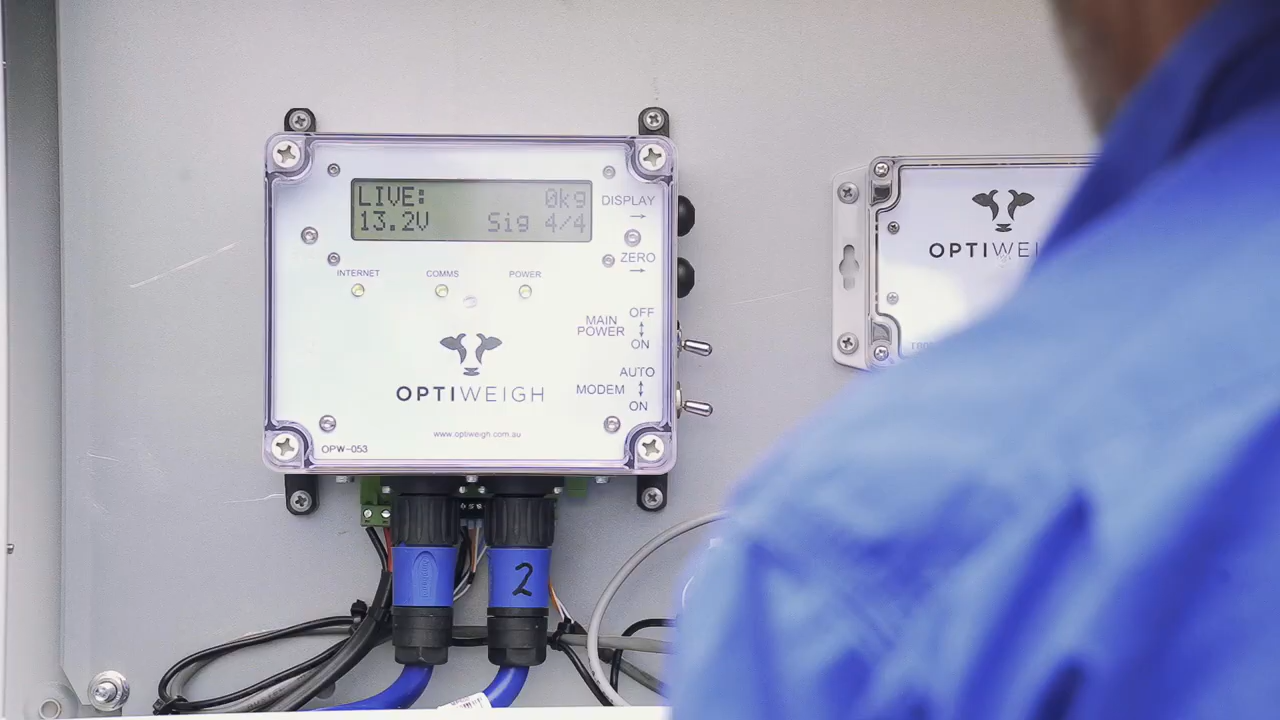 LIVE: 0kg
13.2V Sig 4/4
DISPLAY
→
ZERO
→
INTERNET COMMS POWER
OFF
MAIN
POWER
ON
AUTO
MODEM
ON
OPTIWEIGH
www.optiweigh.com.au
OPW-053
OPTIWEI
2